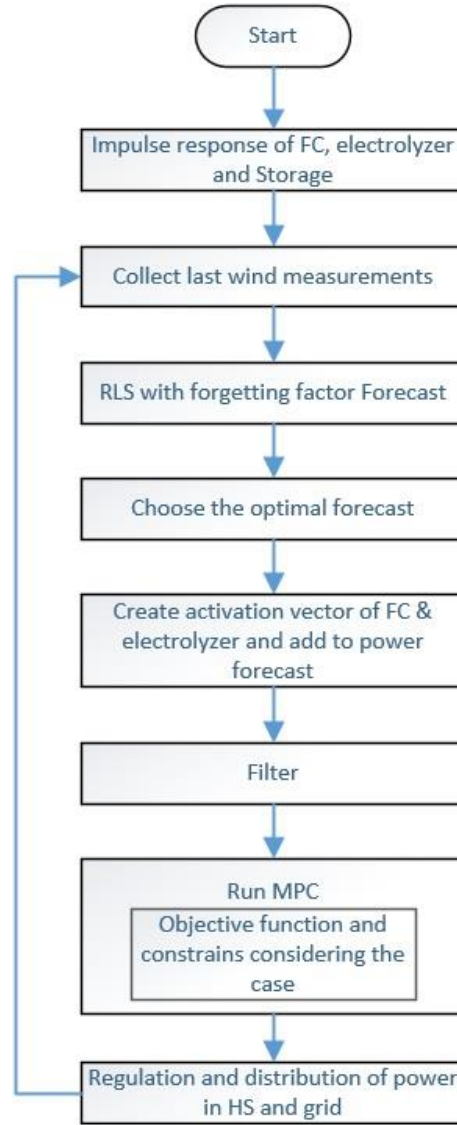 Start
Impulse response of FC, electrolyzer
and Storage
Collect last wind measurements
RLS with forgetting factor Forecast
Choose the optimal forecast
Create activation vector of FC &
electrolyzer and add to power
forecast
Filter
Run MPC
Objective function and
constrains considering the
case
Regulation and distribution of power
in HS and grid